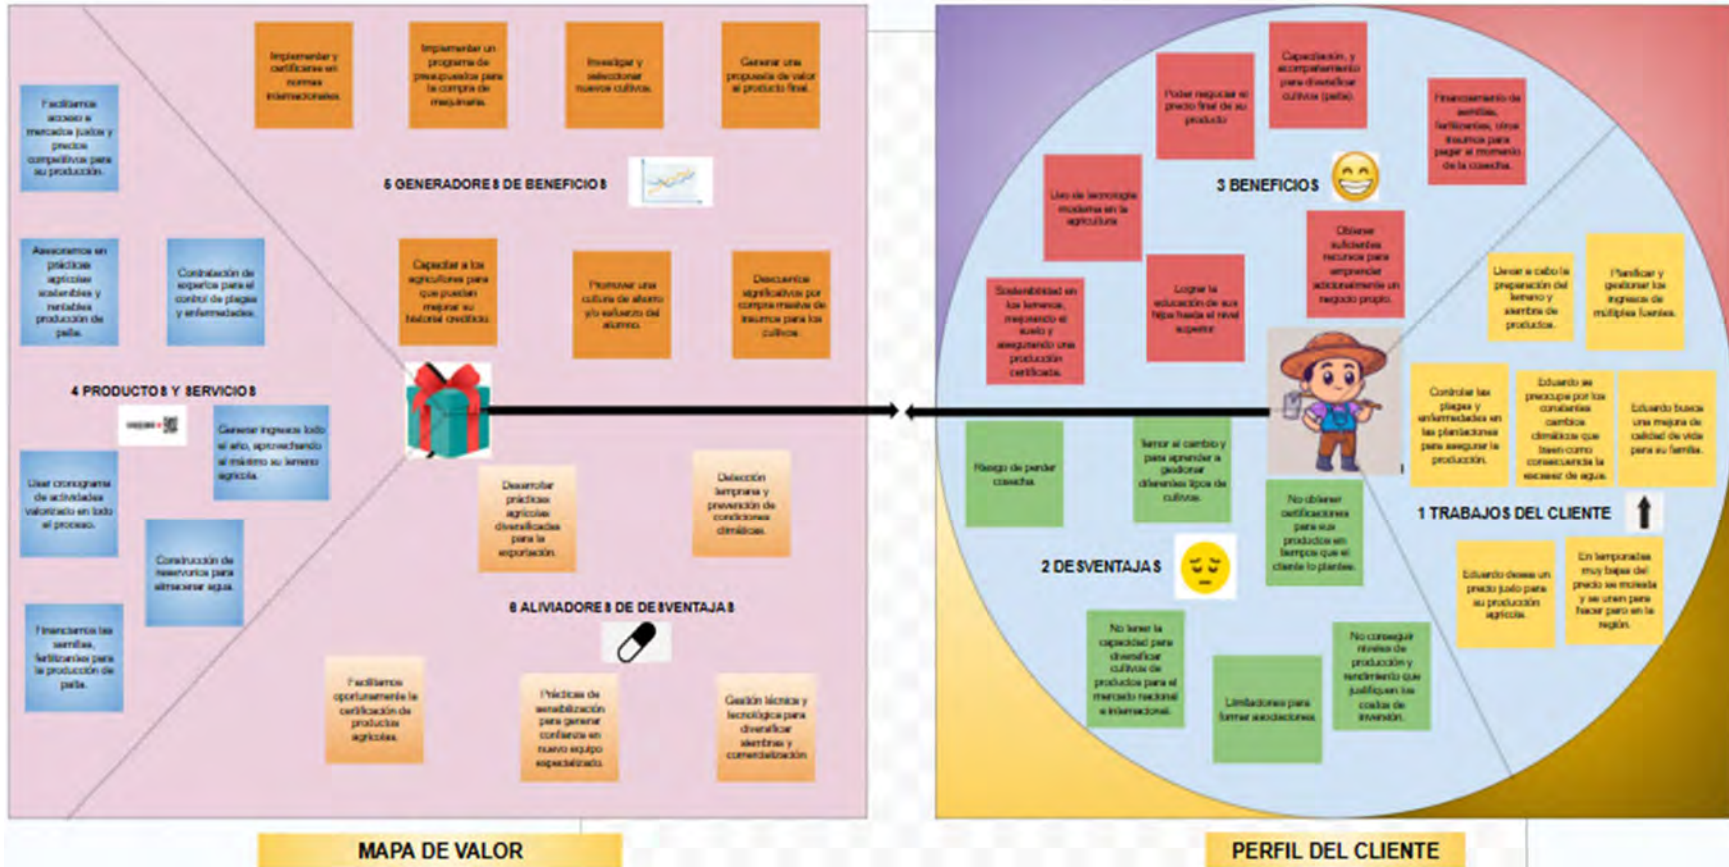 Implementar y
certificarse en
normas
internacionales.
Implementar un
programa de
presupuestos para
la compra de
maquinaria.
Investigar y
seleccionar
nuevos cultivos.
Generar una
propuesta de valor
al producto final.
5 GENERADORES DE BENEFICIOS
Capacitar a los
agricultores para
que puedan
mejorar su
historial crediticio.
Promover una
cultura de ahorro
y/o esfuerzo del
alumno.
Descuentos
significativos por
compra masiva de
insumos para los
cultivos.
Facilitamos
acceso a
mercados justos y
precios
competitivos para
su producción.
Asesoramos en
prácticas
agrícolas
sostenibles y
rentables
producción de
palta.
Contratación de
expertos para el
control de plagas
y enfermedades.
4 PRODUCTOS Y SERVICIOS
Generar ingresos todo
el año, aprovechando
al máximo su terreno
agrícola.
Usar cronograma
de actividades
valorizado en todo
el proceso.
Construcción de
reservorios para
almacenar agua.
Financiamos las
semillas,
fertilizantes para
la producción de
palta.
Desarrollar
prácticas
agrícolas
diversificadas
para la
exportación.
Detección
temprana y
prevención de
condiciones
climáticas.
6 ALIVIADORES DE DESVENTAJAS
Facilitamos
oportunamente la
certificación de
productos
agrícolas.
Prácticas de
sensibilización
para generar
confianza en
nuevo equipo
especializado.
Gestión técnica y
tecnológica para
diversificar
siembras y
comercialización
MAPA DE VALOR
Capacitación, y
acompañamiento
para diversificar
cultivos (palta).
Poder negociar el
precio final de su
producto
Financiamiento de
semillas,
fertilizantes, otros
insumos para
pagar al momento
de la cosecha.
3 BENEFICIOS
Uso de tecnología
moderna en la
agricultura
Obtener
suficientes
recursos para
emprender
adicionalmente un
negocio propio.
Sostenibilidad en
los terrenos,
mejorando el
suelo y
asegurando una
producción
certificada.
Lograr la
educación de sus
hijos hasta el nivel
superior
Llevar a cabo la
preparación del
terreno y
siembra de
productos.
Planificar y
gestionar los
ingresos de
múltiples fuentes.
Controlar las
plagas y
enfermedades en
las plantaciones
para asegurar la
producción.
Eduardo se
preocupa por los
constantes
cambios
climáticos que
traen como
consecuencia la
escasez de agua.
Eduardo busca
una mejora de
calidad de vida
para su familia.
1 TRABAJOS DEL CLIENTE
Eduardo desea un
precio justo para
su producción
agrícola.
En temporadas
muy bajas del
precio se molesta
y se unen para
hacer paro en la
región.
Riesgo de perder
cosecha.
Temor al cambio y
para aprender a
gestionar
diferentes tipos de
cultivos.
No obtener
certificaciones
para sus
productos en
tiempos que el
cliente lo plantee.
2 DESVENTAJAS
No tener la
capacidad para
diversificar
cultivos de
productos para el
mercado nacional
e internacional.
Limitaciones para
formar asociaciones.
No conseguir
niveles de
producción y
rendimiento que
justifiquen los
costos de
inversión.
PERFIL DEL CLIENTE